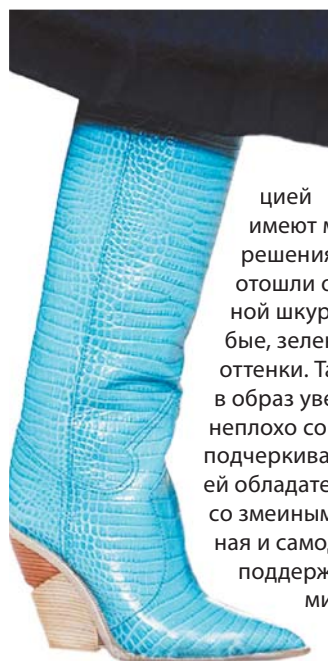 цией
имеют м
решения
отошли о
ной шкур
бые, зелен
оттенки. Та
в образ уве
неплохо со
подчеркива
ей обладате
со змеиным
ная и самод
поддерж
ми